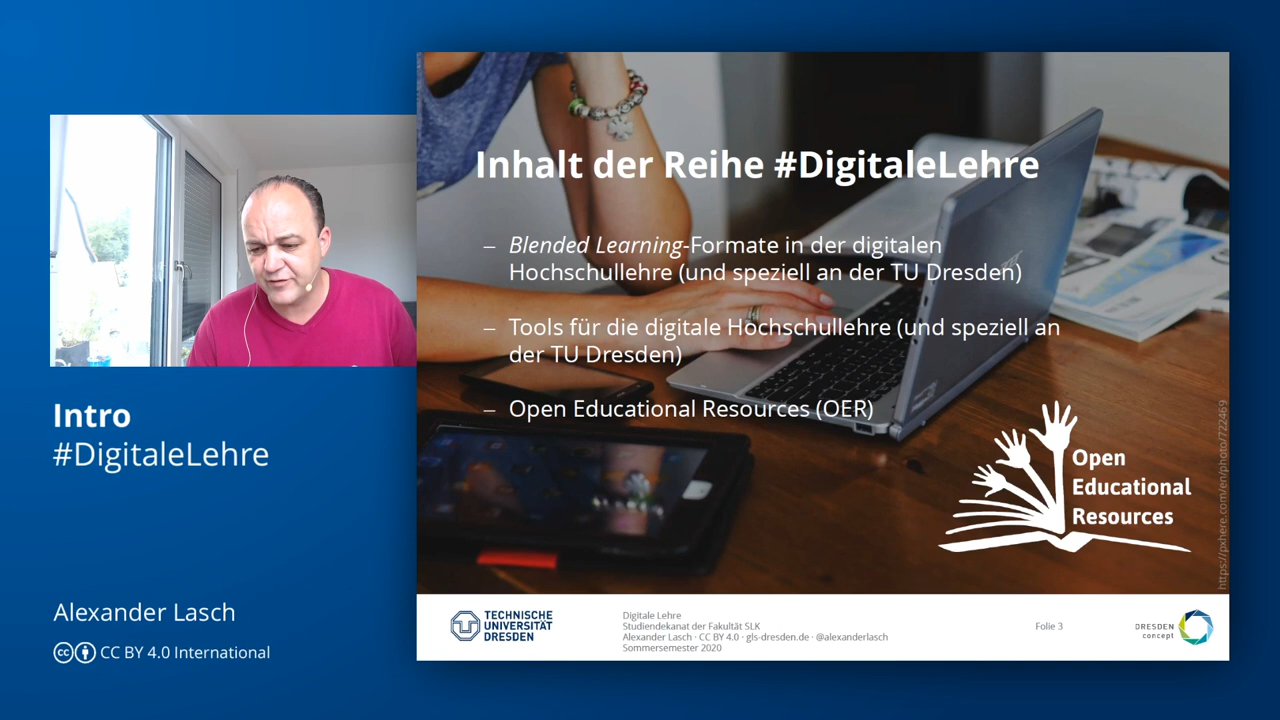 Inhalt der Reihe #DigitaleLehre
– Blended Learning-Formate in der digitalen
Hochschullehre (und speziell an der TU Dresden)
– Tools für die digitale Hochschullehre (und speziell an
der TU Dresden)
– Open Educational Resources (OER)
Open
Educational
Resources
https://pxhere.com/en/photo/722469
Intro
#DigitaleLehre
Alexander Lasch
CC BY 4.0 International
TECHNISCHE
UNIVERSITÄT
DRESDEN
Digitale Lehre
Studiendekanat der Fakultät SLK
Alexander Lasch · CC BY 4.0 · gls-dresden.de · @alexanderlasch
Sommersemester 2020
Folie 3
DRESDEN
concept